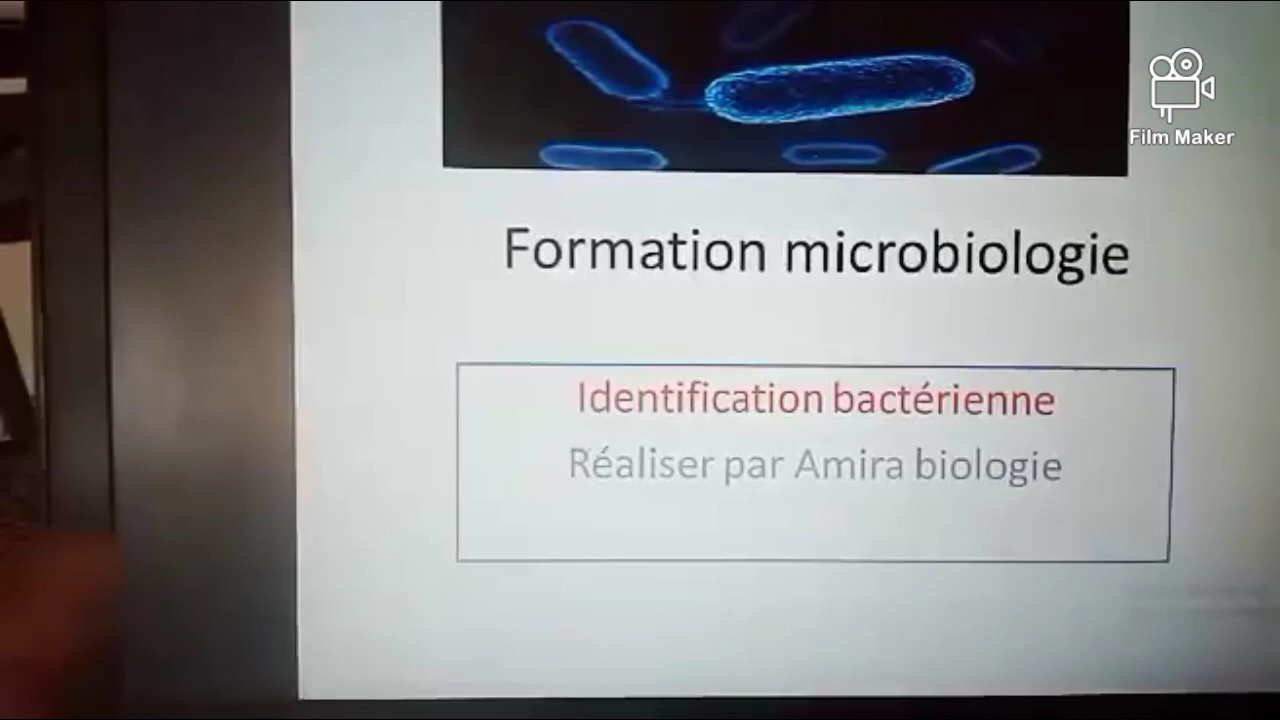 Film Maker
Formation microbiologie
Identification bactérienne
Réaliser par Amira biologie